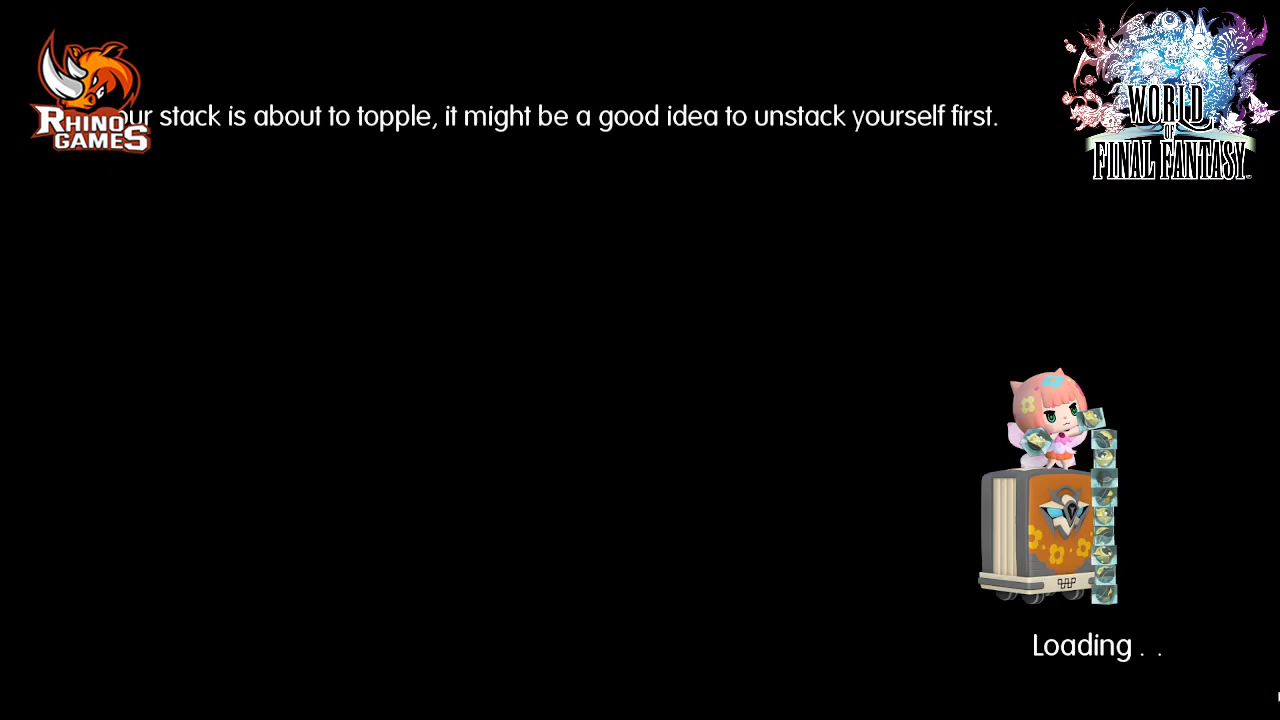 ur stack is about to topple, it might be a good idea to unstack yourself first.
RHINO
GAMES
WORLD
OF
FINAL FANTASY
Loading . .